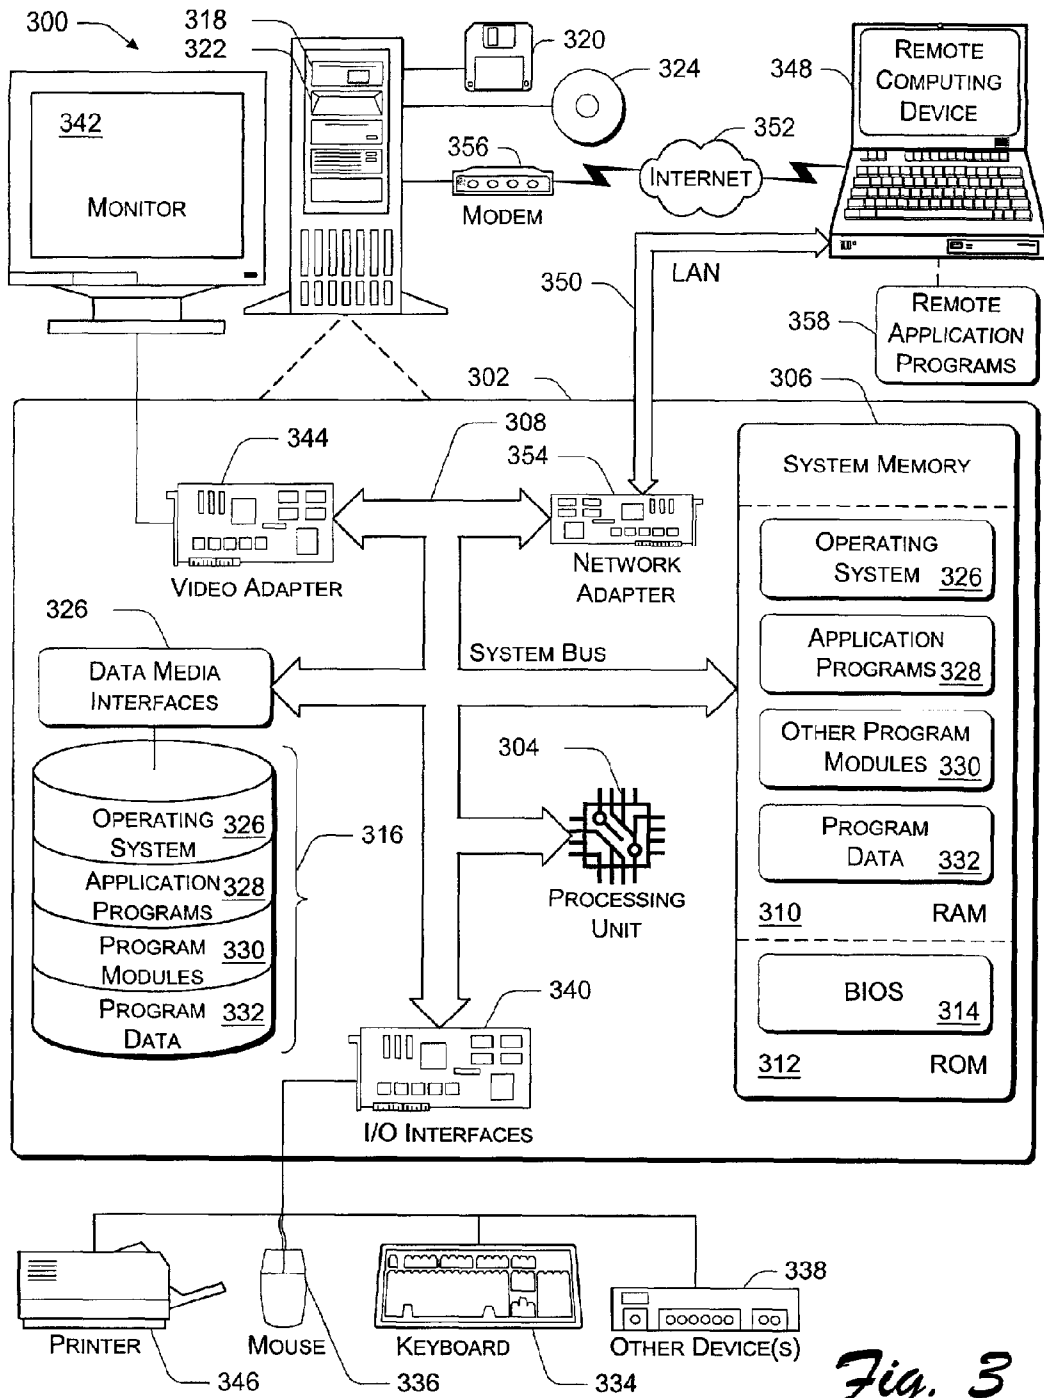 300
318
322
320
324
348
REMOTE
COMPUTING
DEVICE
342
MONITOR
356
MODEM
352
INTERNET
350
LAN
358
REMOTE
APPLICATION
PROGRAMS
302
306
344
308
354
VIDEO ADAPTER
NETWORK
ADAPTER
SYSTEM MEMORY
OPERATING
SYSTEM 326
APPLICATION
PROGRAMS 328
OTHER PROGRAM
MODULES 330
PROGRAM
DATA 332
310 RAM
BIOS 314
312 ROM
326
DATA MEDIA
INTERFACES
SYSTEM BUS
304
PROCESSING
UNIT
OPERATING 326
SYSTEM
APPLICATION 328
PROGRAMS
PROGRAM 330
MODULES
PROGRAM 332
DATA
316
340
I/O INTERFACES
PRINTER
346
MOUSE
336
KEYBOARD
334
338
OTHER DEVICE(S)
Fig. 3